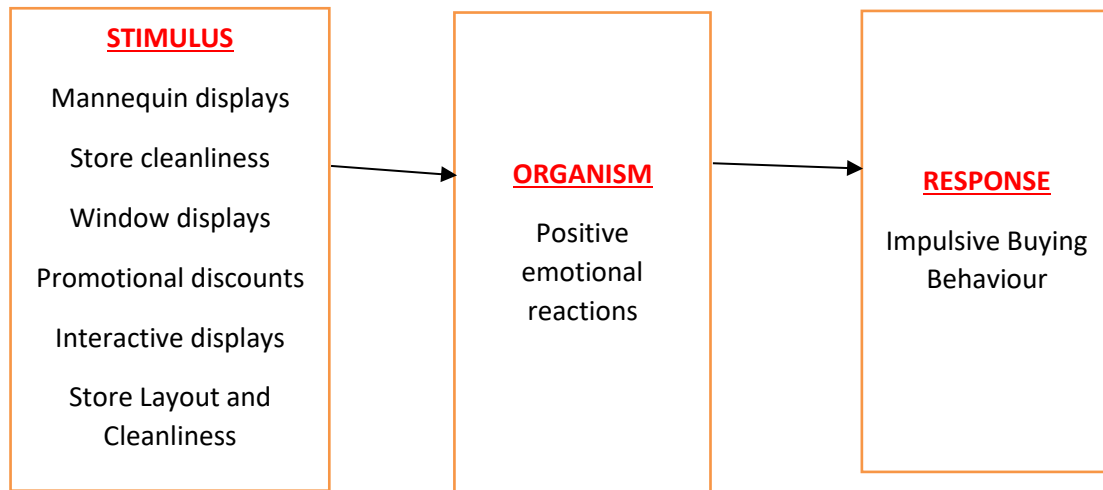 STIMULUS
Mannequin displays
Store cleanliness
Window displays
Promotional discounts
Interactive displays
Store Layout and
Cleanliness
ORGANISM
Positive
emotional
reactions
RESPONSE
Impulsive Buying
Behaviour